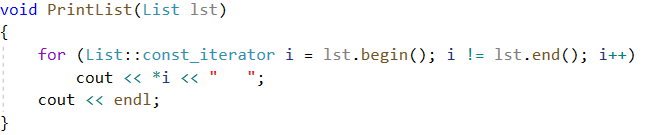 void PrintList(List lst)
{
    for (List::const_iterator i = lst.begin(); i != lst.end(); i++)
        cout << *i << "   ";
    cout << endl;
}